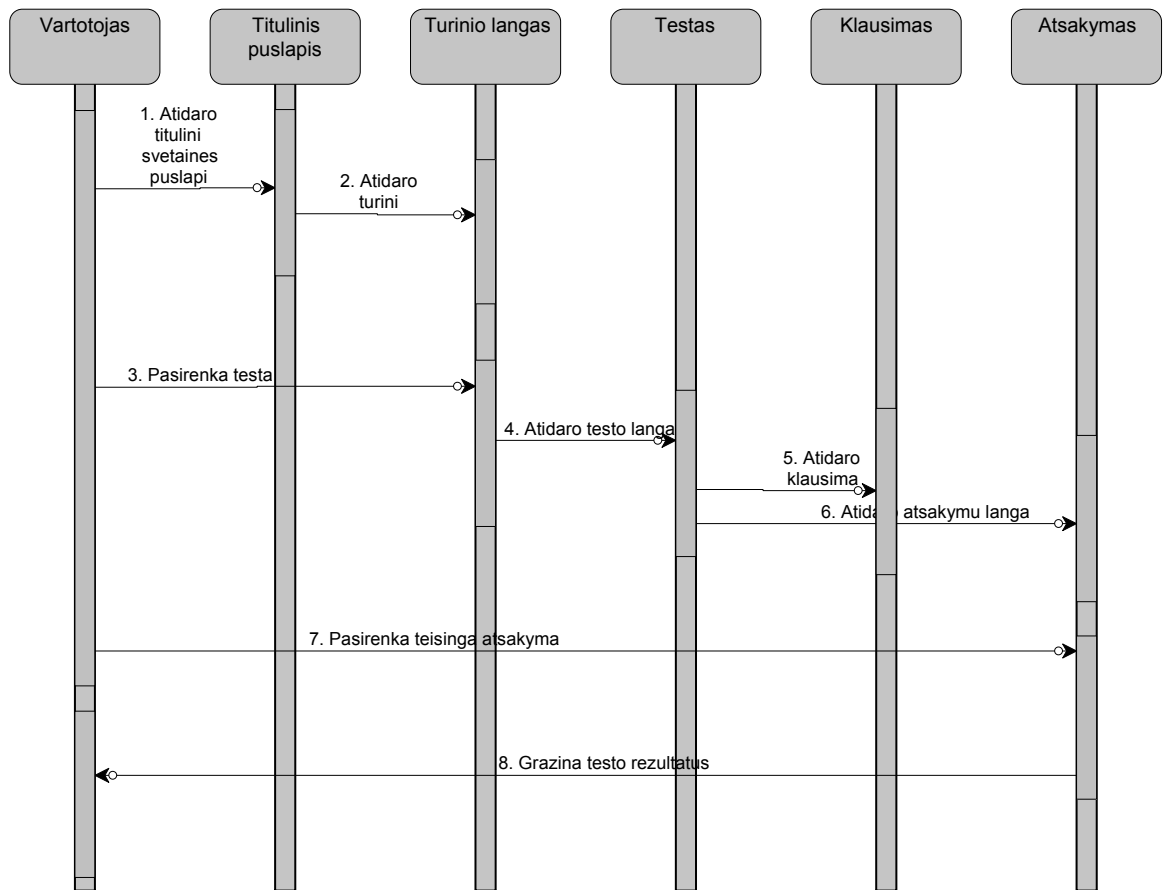 Vartotojas
Titulinis
puslapis
Turinio langas
Testas
Klausimas
Atsakymas
1. Atidaro
titulini
svetaines
puslapi
2. Atidaro
turini
3. Pasirenka testa
4. Atidaro testo langa
5. Atidaro
klausima
6. Atidaro atsakymu langa
7. Pasirenka teisinga atsakyma
8. Grazina testo rezultatus